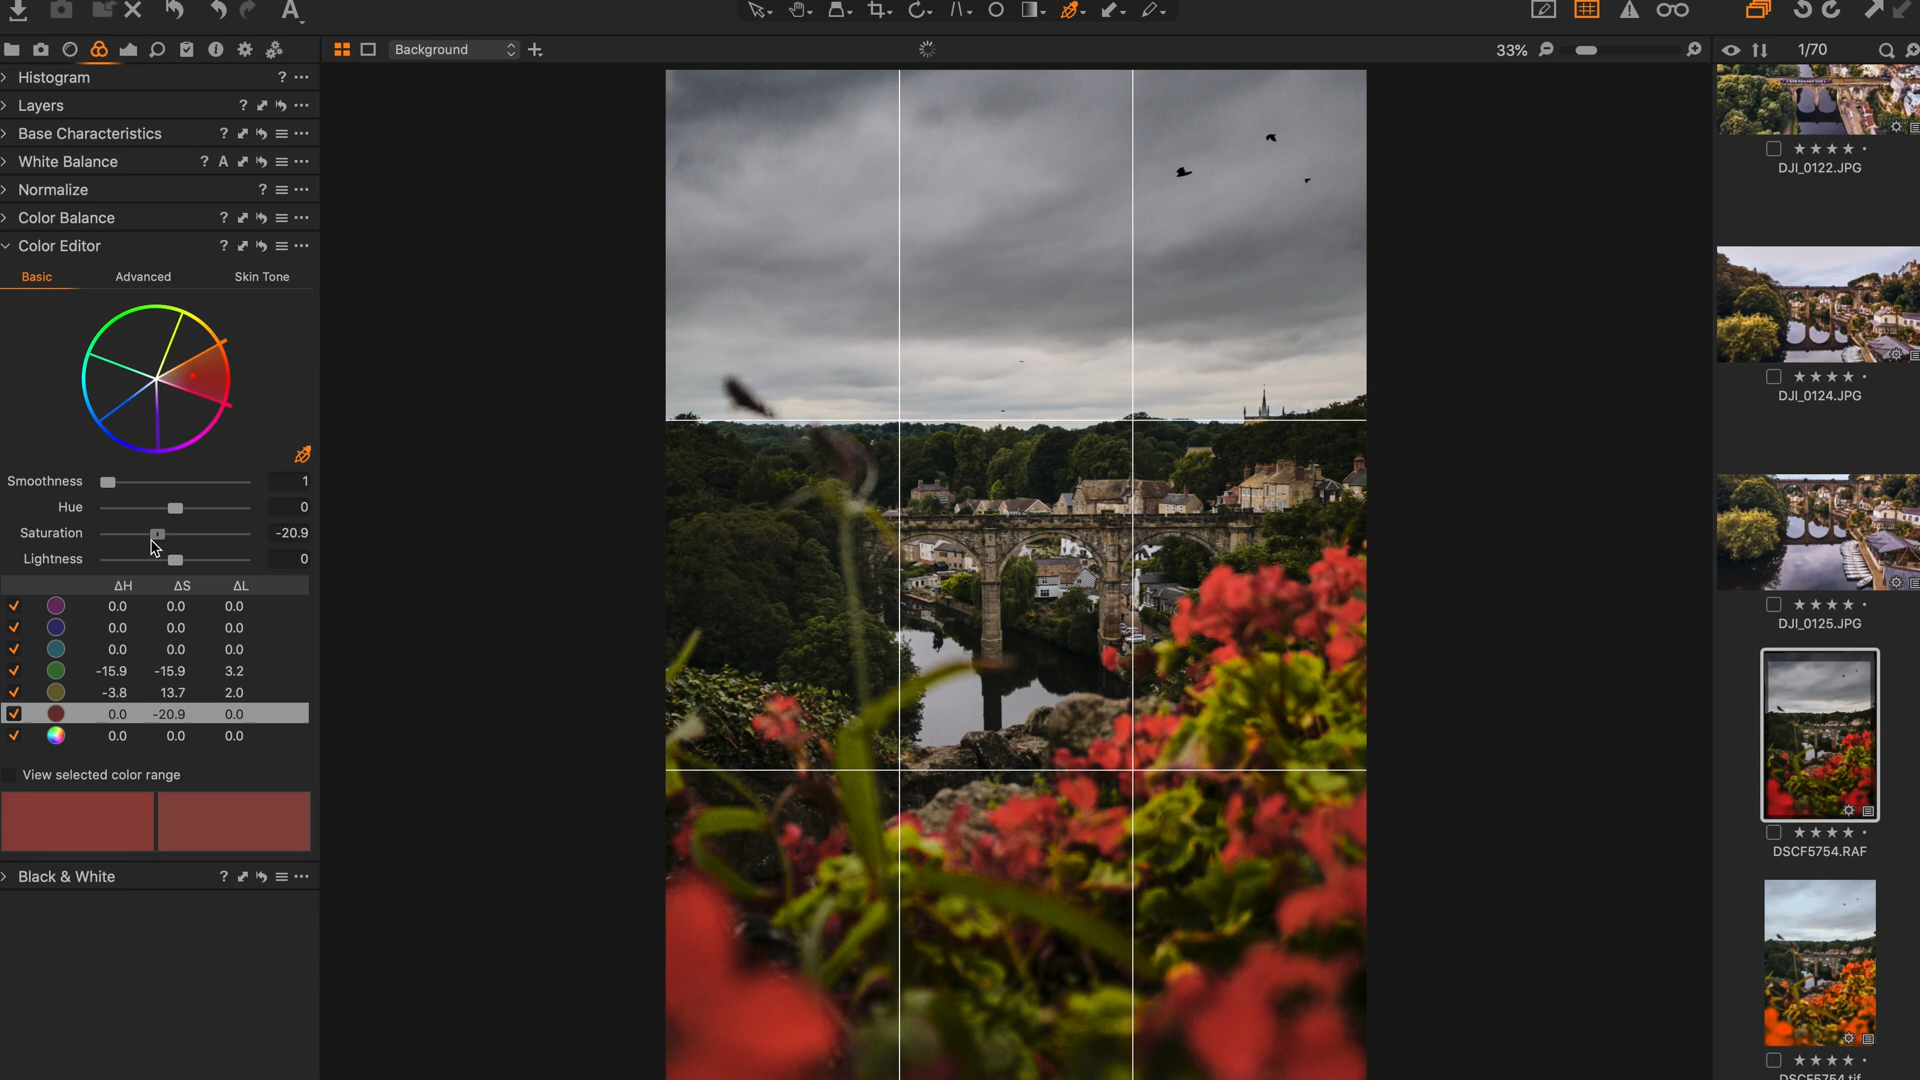 A
Background
33%
1/70
Histogram ?
Layers ?
Base Characteristics ?
White Balance ? A
Normalize ?
Color Balance ?
Color Editor ?
Basic Advanced Skin Tone
Smoothness 1
Hue 0
Saturation -20.9
Lightness 0
ΔH ΔS ΔL
0.0 0.0 0.0
0.0 0.0 0.0
0.0 0.0 0.0
-15.9 -15.9 3.2
-3.8 13.7 2.0
0.0 -20.9 0.0
0.0 0.0 0.0
View selected color range
Black & White ?
DJI_0122.JPG
DJI_0124.JPG
DJI_0125.JPG
DSCF5754.RAF
DSCF5754.tif